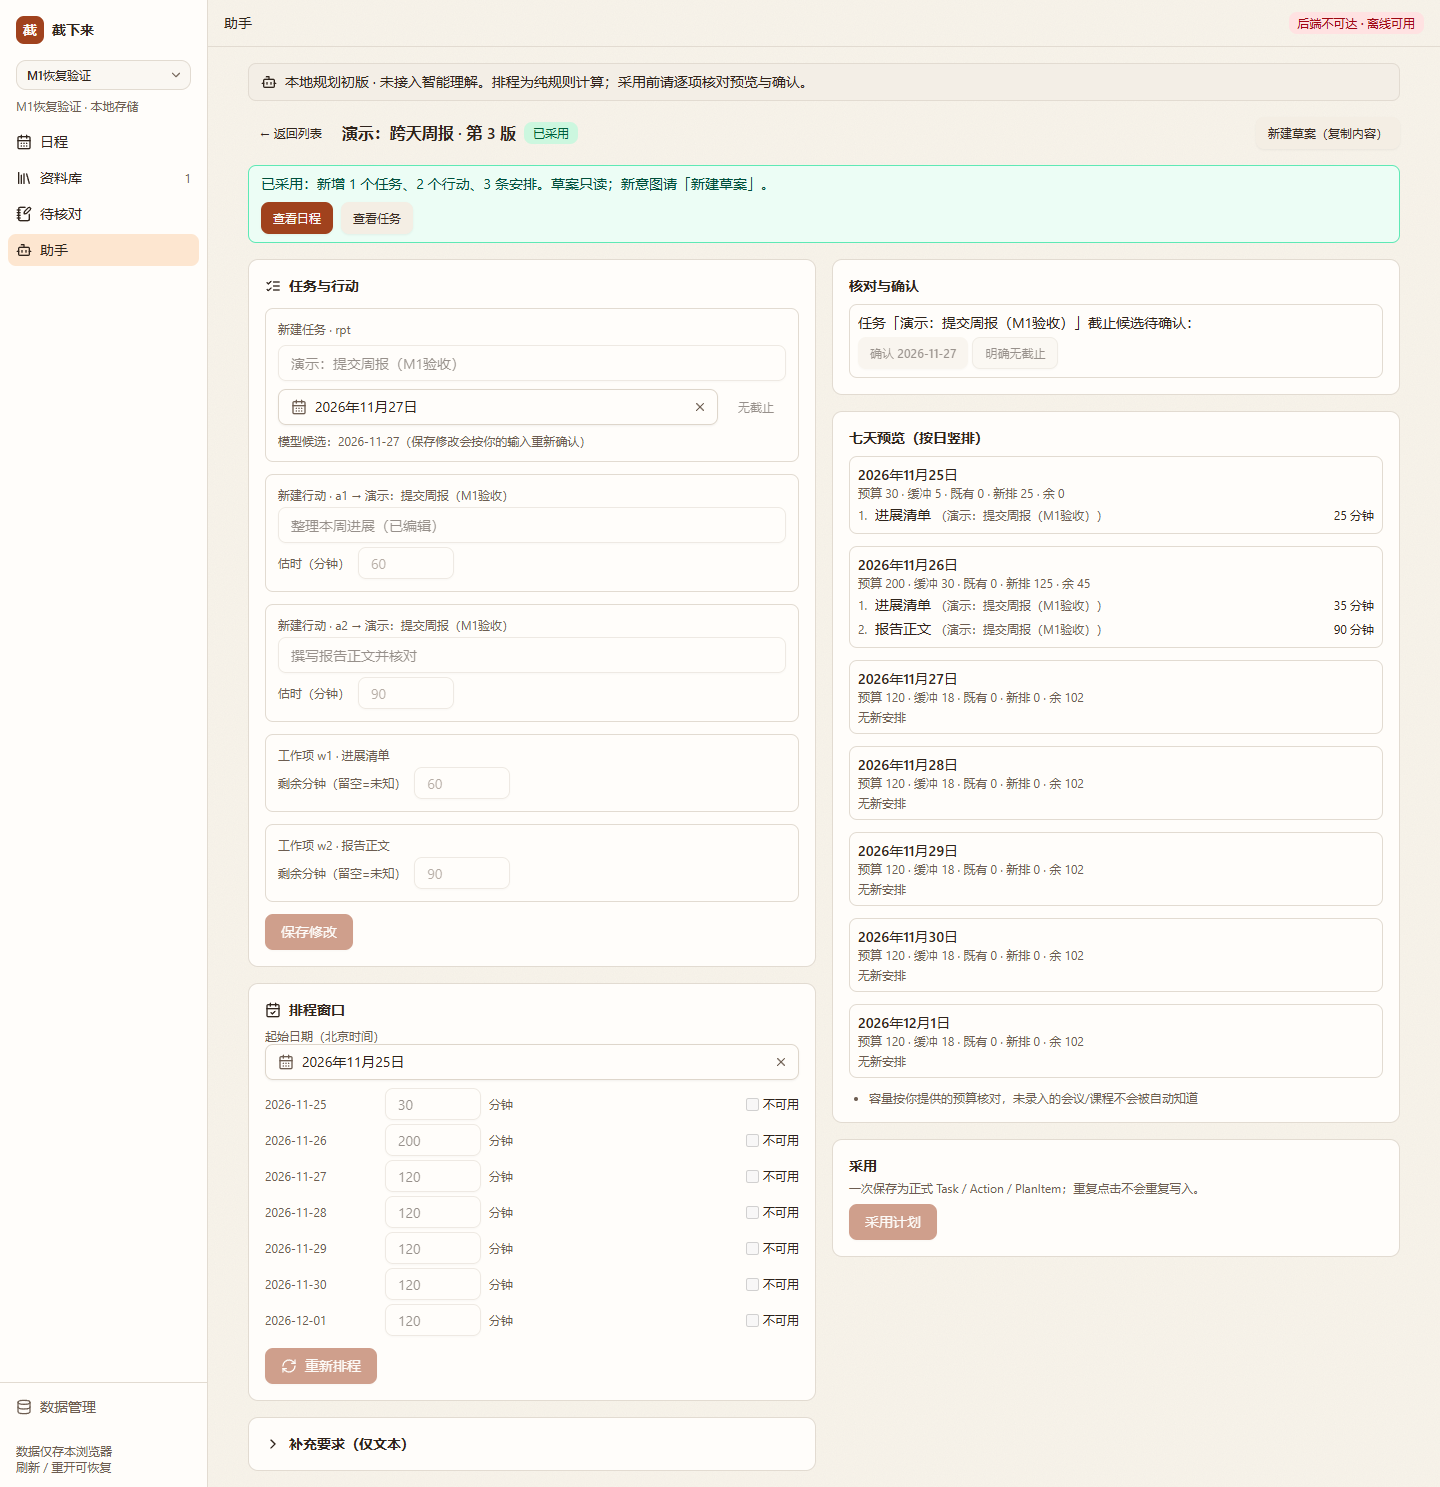 截 截下来
M1恢复验证
M1恢复验证 · 本地存储
日程
资料库 1
待核对
助手
数据管理
数据仅存本浏览器
刷新 / 重开可恢复
助手
后端不可达 · 离线可用
本地规划初版 · 未接入智能理解。排程为纯规则计算；采用前请逐项核对预览与确认。
← 返回列表 演示：跨天周报 · 第 3 版 已采用
新建草案（复制内容）
已采用：新增 1 个任务、2 个行动、3 条安排。草案只读；新意图请「新建草案」。
查看日程 查看任务
任务与行动
新建任务 · rpt
演示：提交周报（M1验收）
2026年11月27日 无截止
模型候选：2026-11-27（保存修改会按你的输入重新确认）
新建行动 · a1 → 演示：提交周报（M1验收）
整理本周进展（已编辑）
估时（分钟） 60
新建行动 · a2 → 演示：提交周报（M1验收）
撰写报告正文并核对
估时（分钟） 90
工作项 w1 · 进展清单
剩余分钟（留空=未知） 60
工作项 w2 · 报告正文
剩余分钟（留空=未知） 90
保存修改
排程窗口
起始日期（北京时间）
2026年11月25日
2026-11-25 30 分钟 不可用
2026-11-26 200 分钟 不可用
2026-11-27 120 分钟 不可用
2026-11-28 120 分钟 不可用
2026-11-29 120 分钟 不可用
2026-11-30 120 分钟 不可用
2026-12-01 120 分钟 不可用
重新排程
补充要求（仅文本）
核对与确认
任务「演示：提交周报（M1验收）」截止候选待确认：
确认 2026-11-27 明确无截止
七天预览（按日竖排）
2026年11月25日
预算 30 · 缓冲 5 · 既有 0 · 新排 25 · 余 0
1. 进展清单 （演示：提交周报（M1验收）） 25 分钟
2026年11月26日
预算 200 · 缓冲 30 · 既有 0 · 新排 125 · 余 45
1. 进展清单 （演示：提交周报（M1验收）） 35 分钟
2. 报告正文 （演示：提交周报（M1验收）） 90 分钟
2026年11月27日
预算 120 · 缓冲 18 · 既有 0 · 新排 0 · 余 102
无新安排
2026年11月28日
预算 120 · 缓冲 18 · 既有 0 · 新排 0 · 余 102
无新安排
2026年11月29日
预算 120 · 缓冲 18 · 既有 0 · 新排 0 · 余 102
无新安排
2026年11月30日
预算 120 · 缓冲 18 · 既有 0 · 新排 0 · 余 102
无新安排
2026年12月1日
预算 120 · 缓冲 18 · 既有 0 · 新排 0 · 余 102
无新安排
• 容量按你提供的预算核对，未录入的会议/课程不会被自动知道
采用
一次保存为正式 Task / Action / PlanItem；重复点击不会重复写入。
采用计划